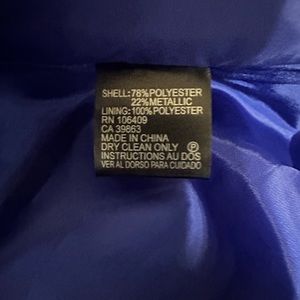 SHELL: 78%POLYESTER
22%METALLIC
LINING: 100%POLYESTER
RN 106409
CA 39863
MADE IN CHINA
DRY CLEAN ONLY P
INSTRUCTIONS AU DOS
VER AL DORSO PARA CUIDADO